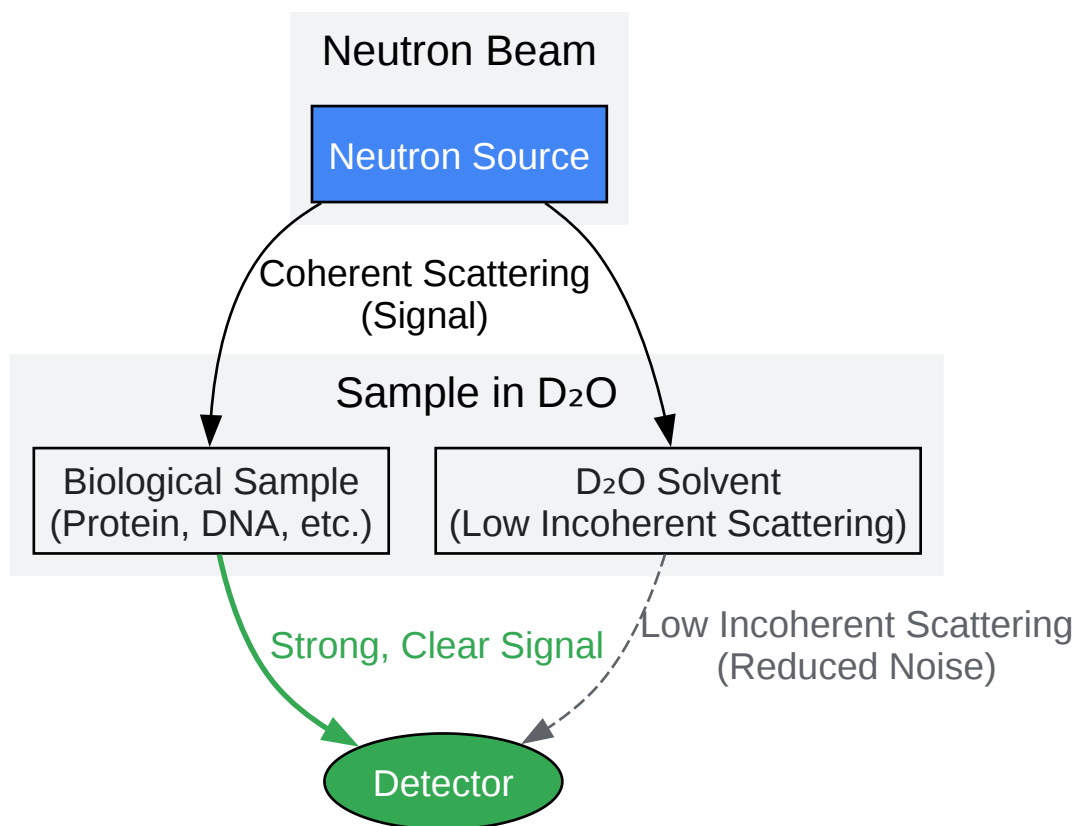 Neutron Beam
Neutron Source
Coherent Scattering
(Signal)
Sample in D₂O
Biological Sample
(Protein, DNA, etc.)
D₂O Solvent
(Low Incoherent Scattering)
Strong, Clear Signal
Low Incoherent Scattering
(Reduced Noise)
Detector